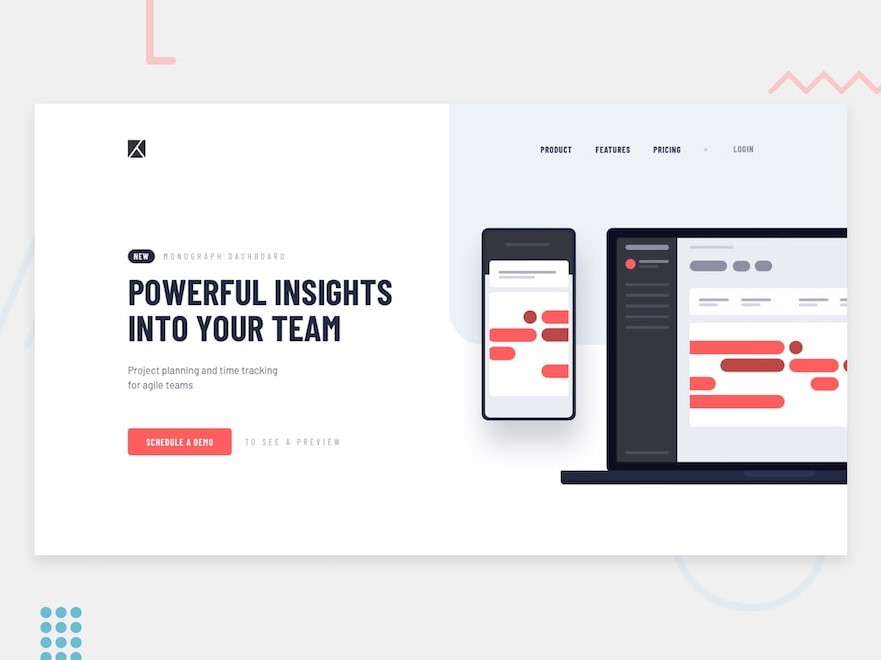 PRODUCT FEATURES PRICING LOGIN
NEW MONOGRAPH DASHBOARD
POWERFUL INSIGHTS
INTO YOUR TEAM
Project planning and time tracking
for agile teams
SCHEDULE A DEMO TO SEE A PREVIEW